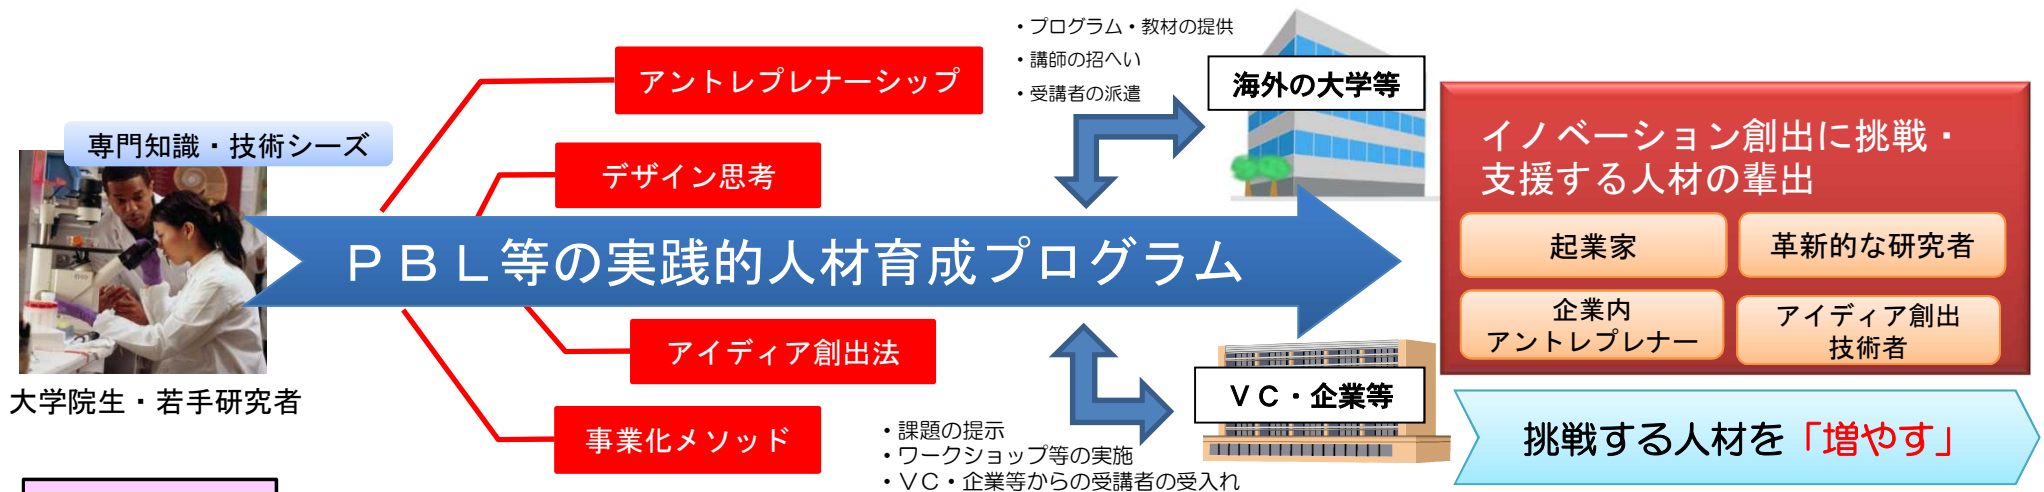 専門知識・技術シーズ
大学院生・若手研究者
アントレプレナーシップ
デザイン思考
ＰＢＬ等の実践的人材育成プログラム
アイディア創出法
事業化メソッド
・プログラム・教材の提供
・講師の招へい
・受講者の派遣
海外の大学等
ＶＣ・企業等
・課題の提示
・ワークショップ等の実施
・ＶＣ・企業等からの受講者の受入れ
イノベーション創出に挑戦・
支援する人材の輩出
起業家
革新的な研究者
企業内
アントレプレナー
アイディア創出
技術者
挑戦する人材を「増やす」